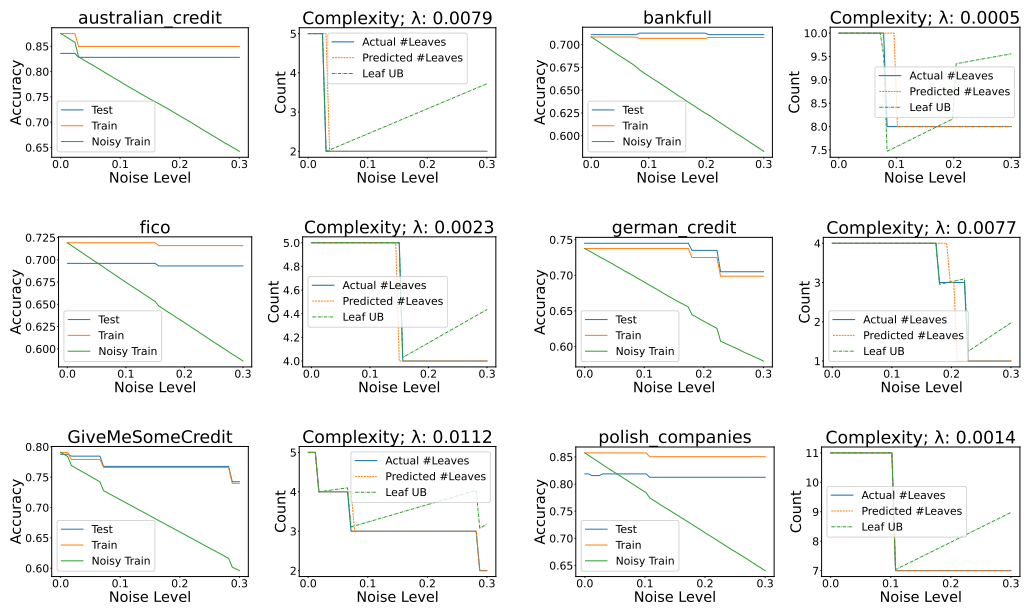 australian_credit
Accuracy
0.85
0.80
0.75
0.70
0.65
Test
Train
Noisy Train
0.0 0.1 0.2 0.3
Noise Level
Complexity; λ: 0.0079
Count
5
4
3
2
Actual #Leaves
Predicted #Leaves
Leaf UB
0.0 0.1 0.2 0.3
Noise Level
bankfull
Accuracy
0.700
0.675
0.650
0.625
0.600
Test
Train
Noisy Train
0.0 0.1 0.2 0.3
Noise Level
Complexity; λ: 0.0005
Count
10.0
9.5
9.0
8.5
8.0
7.5
Actual #Leaves
Predicted #Leaves
Leaf UB
0.0 0.1 0.2 0.3
Noise Level
fico
Accuracy
0.725
0.700
0.675
0.650
0.625
0.600
Test
Train
Noisy Train
0.0 0.1 0.2 0.3
Noise Level
Complexity; λ: 0.0023
Count
5.0
4.8
4.6
4.4
4.2
4.0
Actual #Leaves
Predicted #Leaves
Leaf UB
0.0 0.1 0.2 0.3
Noise Level
german_credit
Accuracy
0.75
0.70
0.65
0.60
Test
Train
Noisy Train
0.0 0.1 0.2 0.3
Noise Level
Complexity; λ: 0.0077
Count
4
3
2
1
Actual #Leaves
Predicted #Leaves
Leaf UB
0.0 0.1 0.2 0.3
Noise Level
GiveMeSomeCredit
Accuracy
0.80
0.75
0.70
0.65
0.60
Test
Train
Noisy Train
0.0 0.1 0.2 0.3
Noise Level
Complexity; λ: 0.0112
Count
5
4
3
2
Actual #Leaves
Predicted #Leaves
Leaf UB
0.0 0.1 0.2 0.3
Noise Level
polish_companies
Accuracy
0.85
0.80
0.75
0.70
0.65
Test
Train
Noisy Train
0.0 0.1 0.2 0.3
Noise Level
Complexity; λ: 0.0014
Count
11
10
9
8
7
Actual #Leaves
Predicted #Leaves
Leaf UB
0.0 0.1 0.2 0.3
Noise Level